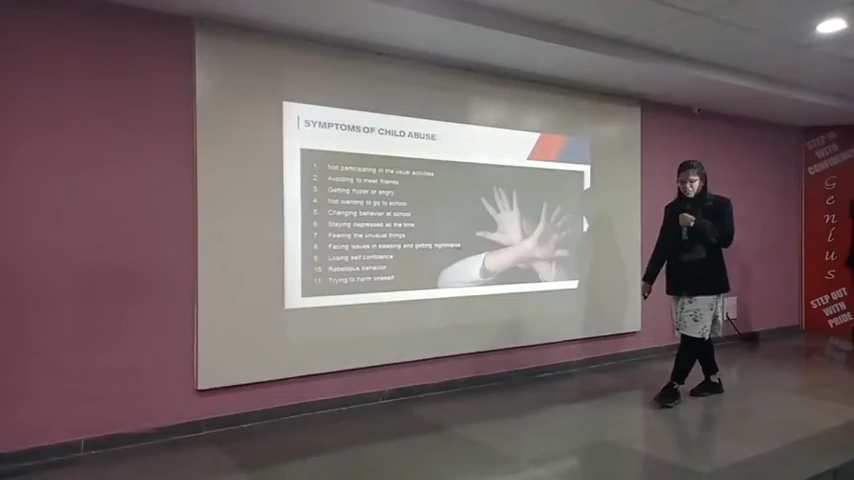 SYMPTOMS OF CHILD ABUSE
1 Not participating in the usual activities
2 Avoiding to meet friends
3 Getting hyper or angry
4 Not wanting to go to school
5 Changing behavior at school
6 Staying depressed all the time
7 Fearing the unusual things
8 Facing issues in sleeping and getting nightmares
9 Losing self confidence
10 Rebellious behavior
11 Trying to harm oneself
STEP IN
WITH
CONFIDENCE
Genius
STEP OUT
WITH
PRIDE